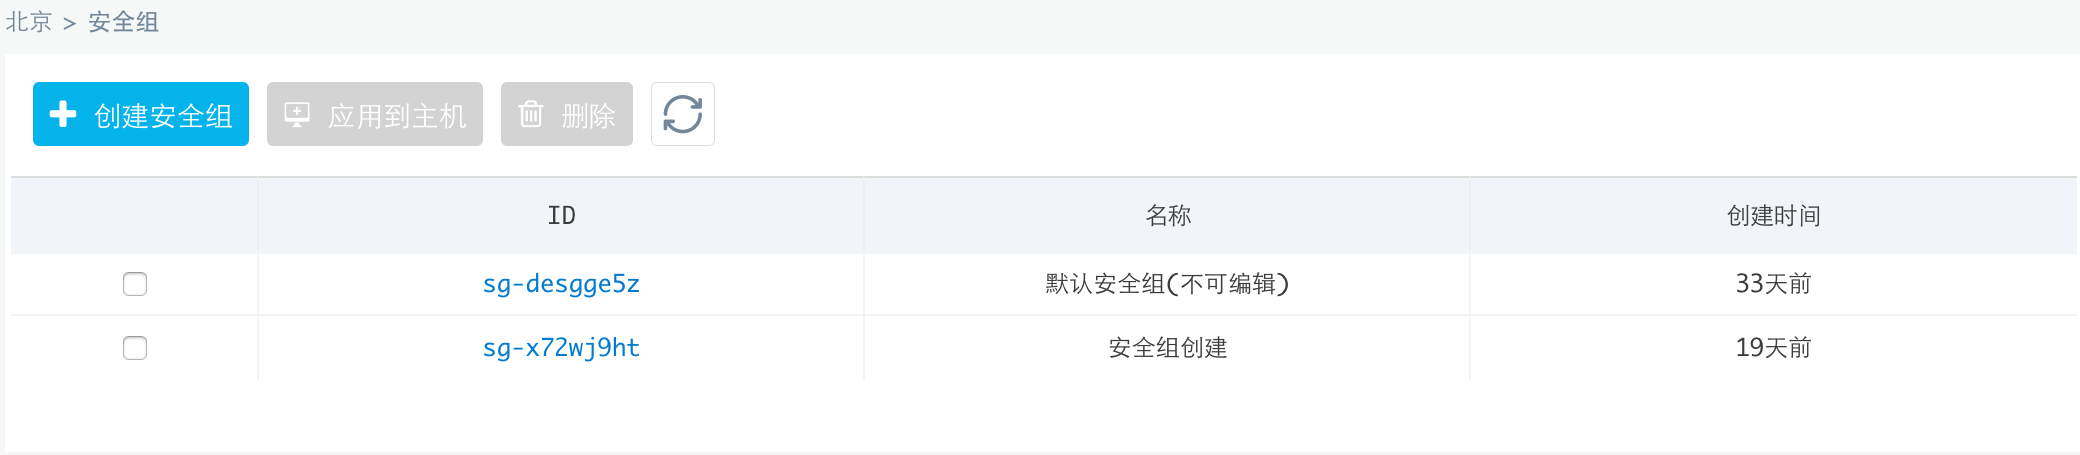 北京 > 安全组
创建安全组 应用到主机 删除
ID 名称 创建时间
sg-desgge5z 默认安全组(不可编辑) 33天前
sg-x72wj9ht 安全组创建 19天前